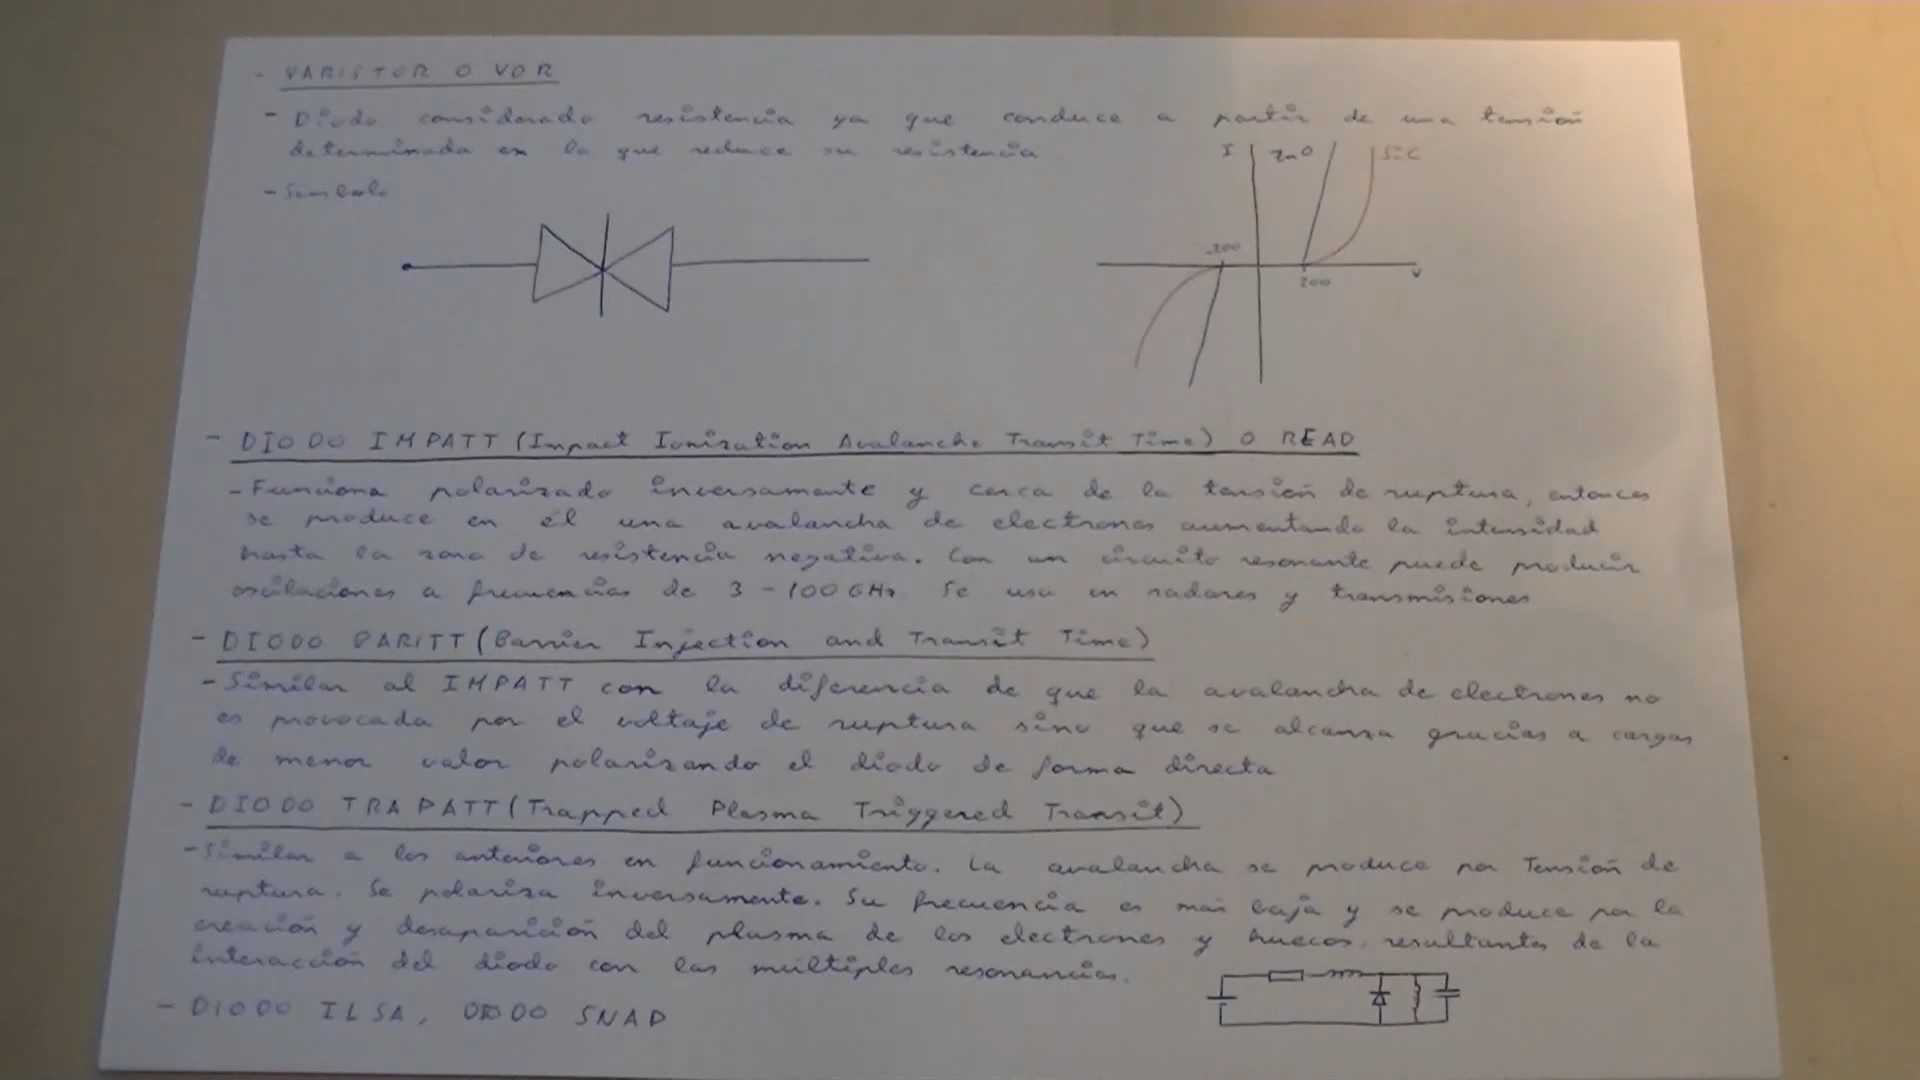 - VARISTOR O VDR
- Diodo considerado resistencia ya que conduce a partir de una tensión
determinada en la que reduce su resistencia
I ZnO SiC
- Simbolo
-200
200
V
- DIODO IMPATT (Impact Ionization Avalanche Transit Time) O READ
- Funciona polarizado inversamente y cerca de la tensión de ruptura, entonces
se produce en él una avalancha de electrones aumentando la intensidad
hasta la zona de resistencia negativa. Con un circuito resonante puede producir
oscilaciones a frecuencias de 3 - 100 GHz. Se usa en radares y transmisiones
- DIODO BARITT (Barrier Injection and Transit Time)
- Similar al IMPATT con la diferencia de que la avalancha de electrones no
es provocada por el voltaje de ruptura sino que se alcanza gracias a cargas
de menor valor polarizando el diodo de forma directa
- DIODO TRAPATT (Trapped Plasma Triggered Transit)
- Similar a los anteriores en funcionamiento. La avalancha se produce por Tensión de
ruptura. Se polariza inversamente. Su frecuencia es más baja y se produce por la
creación y desaparición del plasma de los electrones y huecos, resultantes de la
interacción del diodo con las múltiples resonancias.
- DIODO ILSA, DIODO SNAP